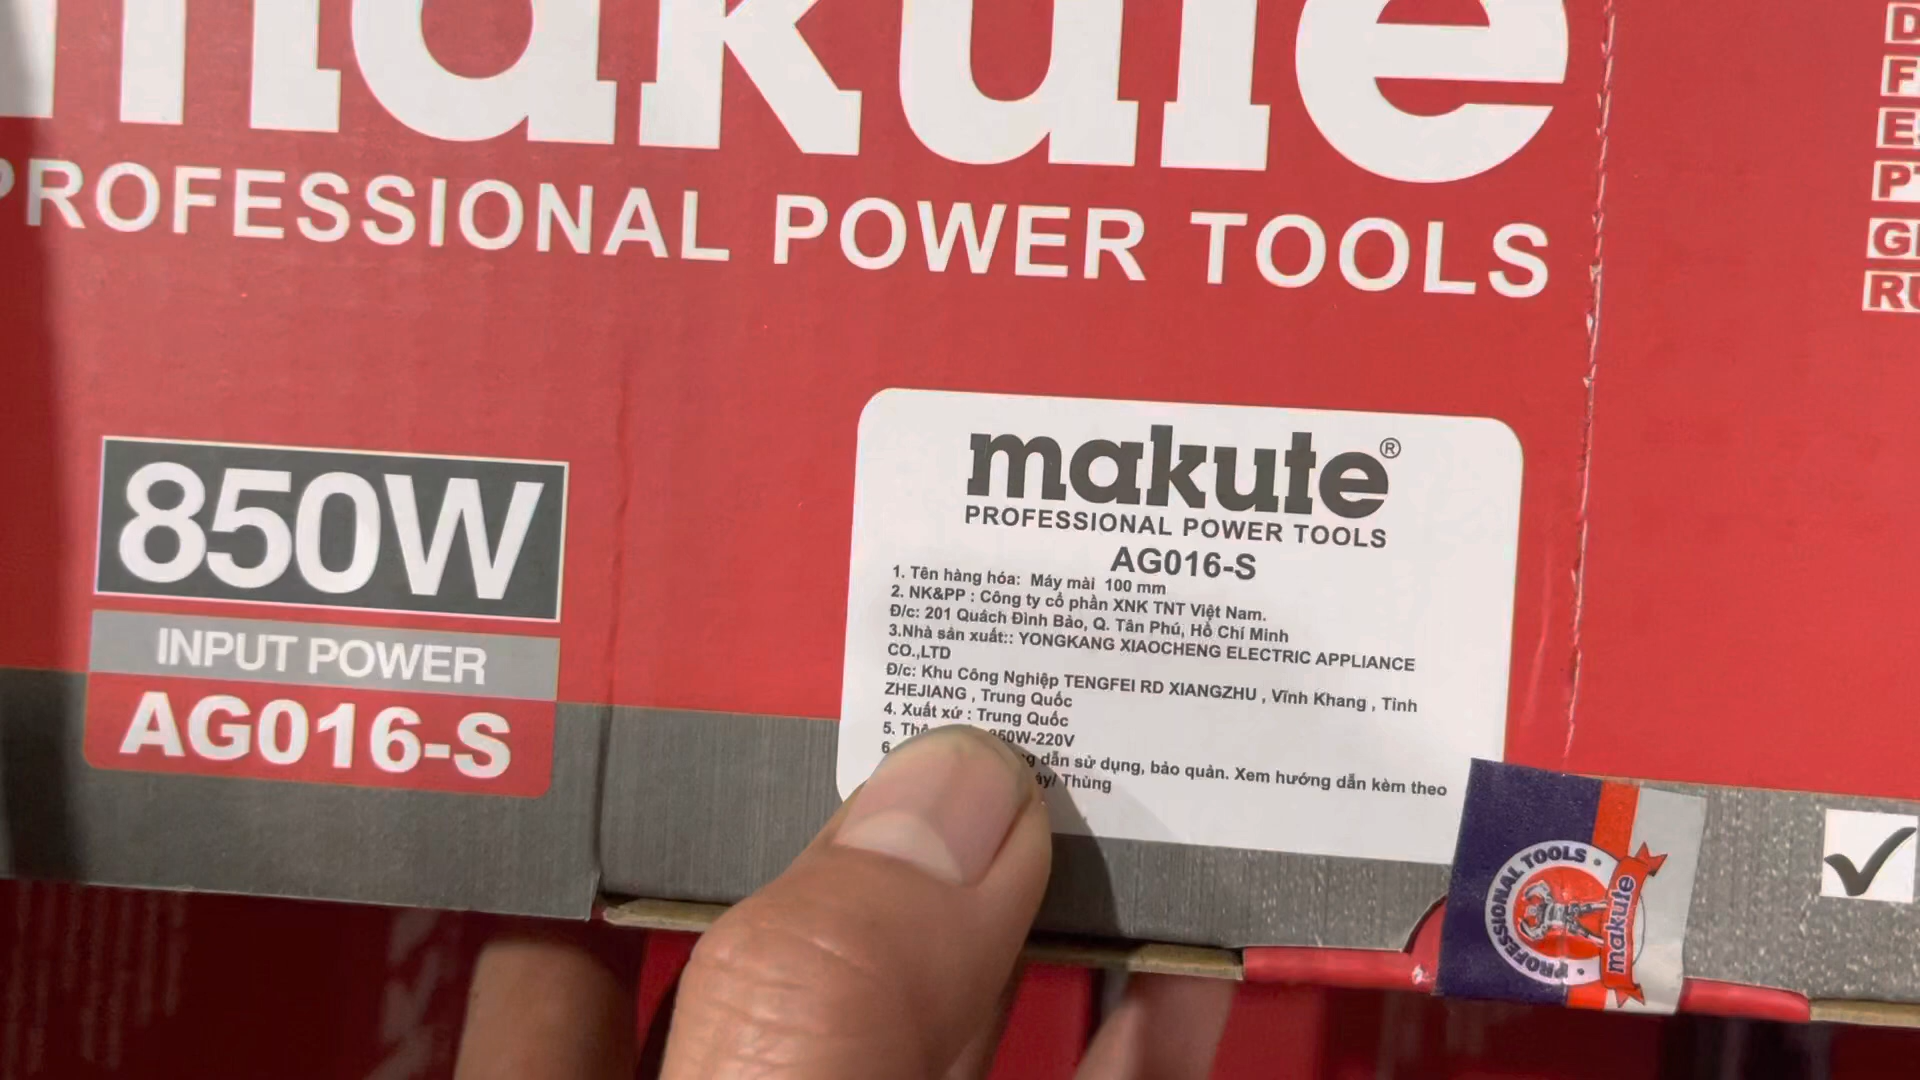 makute
PROFESSIONAL POWER TOOLS
850W
INPUT POWER
AG016-S
makute®
PROFESSIONAL POWER TOOLS
AG016-S
1. Tên hàng hóa: Máy mài 100 mm
2. NK&PP : Công ty cổ phần XNK TNT Việt Nam.
Đ/c: 201 Quách Đình Bảo, Q. Tân Phú, Hồ Chí Minh
3.Nhà sản xuất:: YONGKANG XIAOCHENG ELECTRIC APPLIANCE
CO.,LTD
Đ/c: Khu Công Nghiệp TENGFEI RD XIANGZHU , Vĩnh Khang , Tỉnh
ZHEJIANG , Trung Quốc
4. Xuất xứ : Trung Quốc
5. 850W-220V
6 dẫn sử dụng, bảo quản. Xem hướng dẫn kèm theo
Thùng
PROFESSIONAL TOOLS
makute
D
F
E
P
G
RU